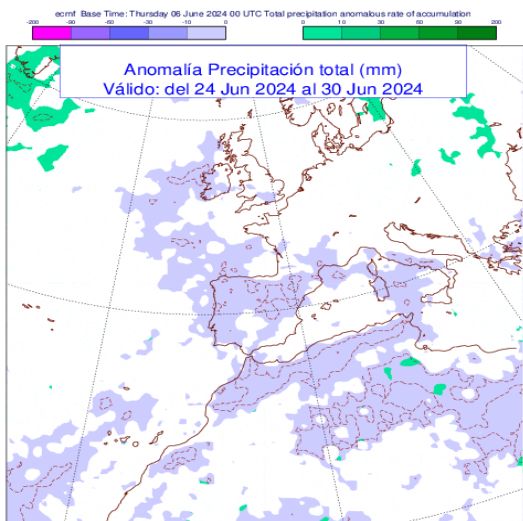 ecmf Base Time: Thursday 06 June 2024 00 UTC Total precipitation anomalous rate of accumulation
-200 -90 -60 -30 -10 0 0 10 30 60 90 200
Anomalía Precipitación total (mm)
Válido: del 24 Jun 2024 al 30 Jun 2024